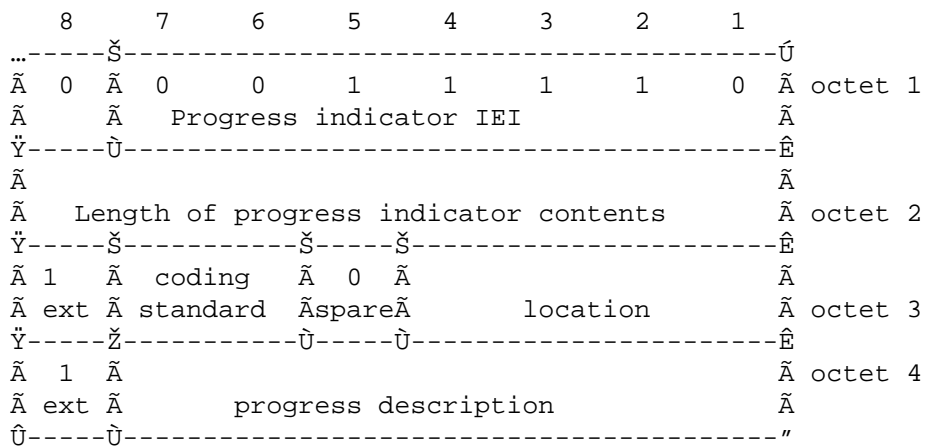 8 7 6 5 4 3 2 1
…-----Š-----------------------------------------Ú
Ã 0 Ã 0 0 1 1 1 1 0 Ã octet 1
Ã Ã Progress indicator IEI Ã
Ÿ-----Ù-----------------------------------------Ê
Ã Ã
Ã Length of progress indicator contents Ã octet 2
Ÿ-----Š-----------Š-----Š-----------------------Ê
Ã 1 Ã coding Ã 0 Ã Ã
Ã ext Ã standard ÃspareÃ location Ã octet 3
Ÿ-----Ž-----------Ù-----Ù-----------------------Ê
Ã 1 Ã Ã octet 4
Ã ext Ã progress description Ã
Û-----Ù-----------------------------------------"